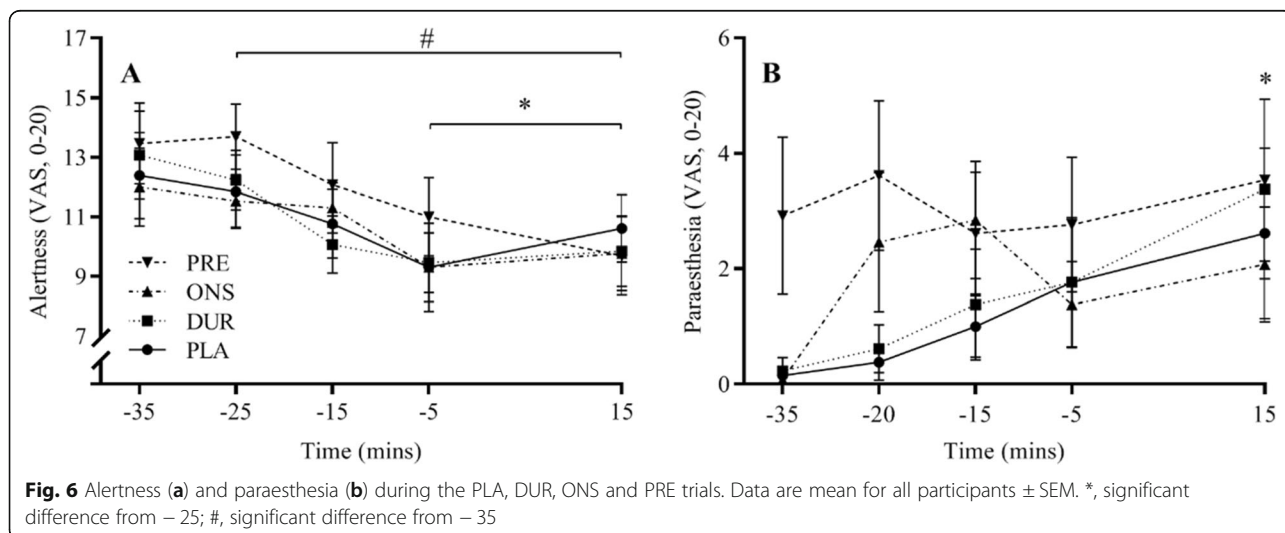 17
15
13
11
9
7
Alertness (VAS, 0-20)
A
#
*
PRE
ONS
DUR
PLA
-35
-25
-15
-5
15
Time (mins)
6
4
2
0
Paraesthesia (VAS, 0-20)
B
*
-35
-20
-15
-5
15
Time (mins)
Fig. 6 Alertness (a) and paraesthesia (b) during the PLA, DUR, ONS and PRE trials. Data are mean for all participants ± SEM. *, significant
difference from − 25; #, significant difference from − 35